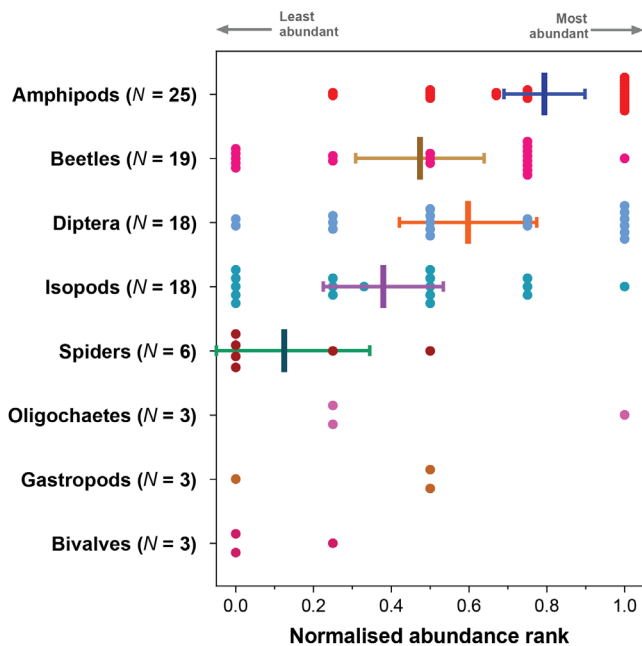 Least
abundant
Most
abundant
Amphipods (N = 25)
Beetles (N = 19)
Diptera (N = 18)
Isopods (N = 18)
Spiders (N = 6)
Oligochaetes (N = 3)
Gastropods (N = 3)
Bivalves (N = 3)
0.0 0.2 0.4 0.6 0.8 1.0
Normalised abundance rank